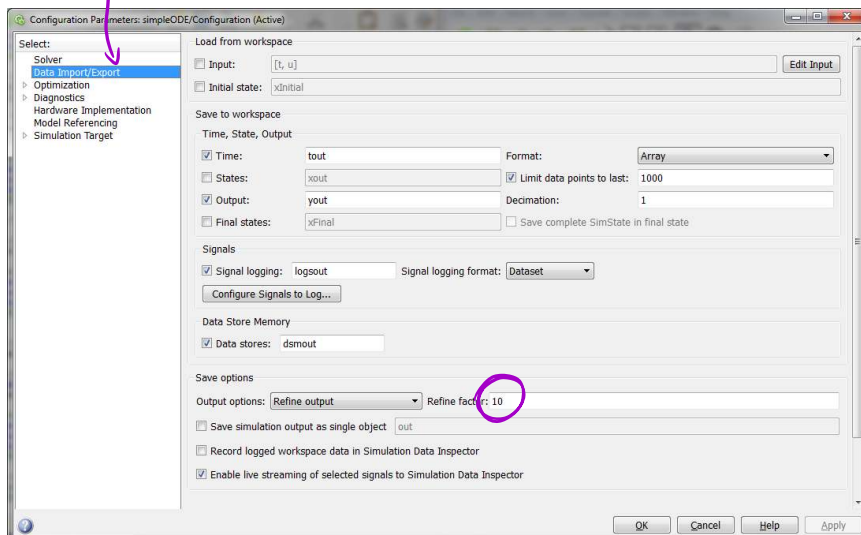 Configuration Parameters: simpleODE/Configuration (Active)
Select:
Solver
Data Import/Export
Optimization
Diagnostics
Hardware Implementation
Model Referencing
Simulation Target
Load from workspace
Input: [t, u] Edit Input
Initial state: xInitial
Save to workspace
Time, State, Output
Time: tout Format: Array
States: xout Limit data points to last: 1000
Output: yout Decimation: 1
Final states: xFinal Save complete SimState in final state
Signals
Signal logging: logsout Signal logging format: Dataset
Configure Signals to Log...
Data Store Memory
Data stores: dsmout
Save options
Output options: Refine output Refine factor: 10
Save simulation output as single object out
Record logged workspace data in Simulation Data Inspector
Enable live streaming of selected signals to Simulation Data Inspector
OK Cancel Help Apply